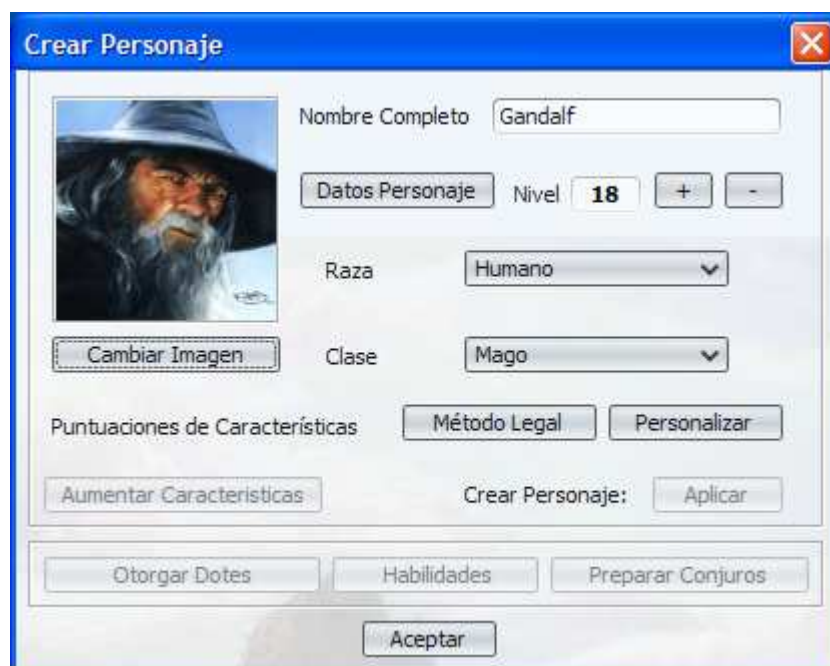 Crear Personaje
Nombre Completo Gandalf
Datos Personaje Nivel 18 + -
Raza Humano
Cambiar Imagen Clase Mago
Puntuaciones de Características Método Legal Personalizar
Aumentar Caracteristicas Crear Personaje: Aplicar
Otorgar Dotes Habilidades Preparar Conjuros
Aceptar